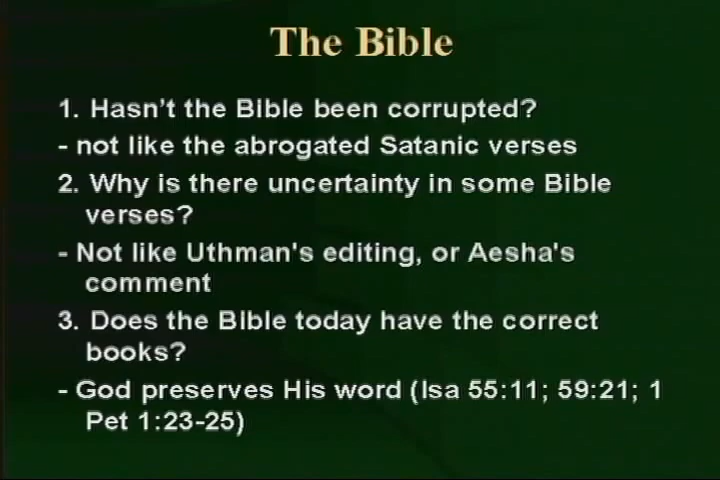 The Bible
1. Hasn't the Bible been corrupted?
- not like the abrogated Satanic verses
2. Why is there uncertainty in some Bible
verses?
- Not like Uthman's editing, or Aesha's
comment
3. Does the Bible today have the correct
books?
- God preserves His word (Isa 55:11; 59:21; 1
Pet 1:23-25)